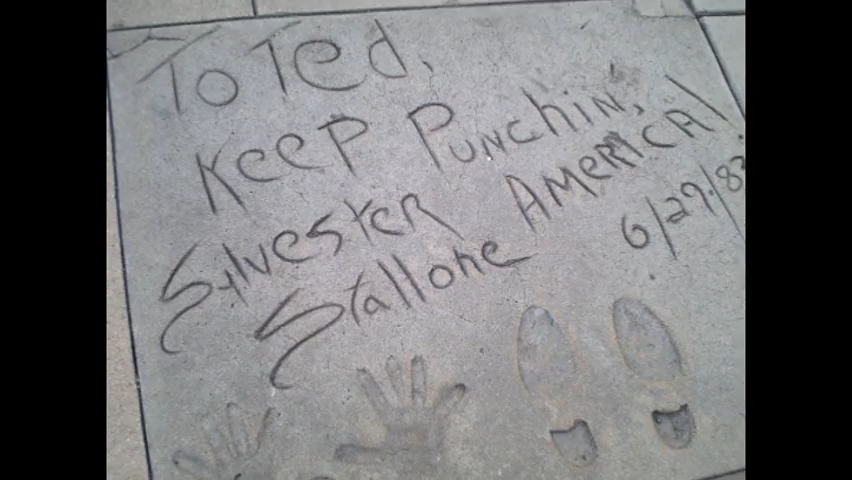 To Ted,
Keep Punchin,
AMERICA!
Sylvester
Stallone
6/29/83